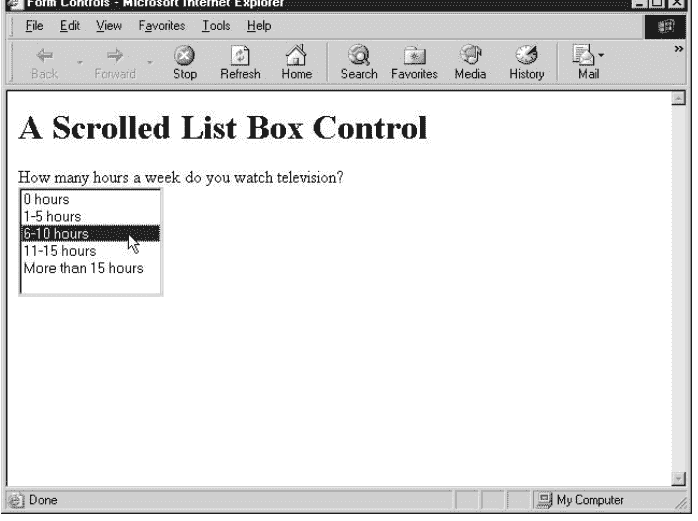 Form Controls - Microsoft Internet Explorer
File Edit View Favorites Tools Help
Back Forward Stop Refresh Home Search Favorites Media History Mail »
A Scrolled List Box Control
How many hours a week do you watch television?
0 hours
1-5 hours
6-10 hours
11-15 hours
More than 15 hours
Done My Computer